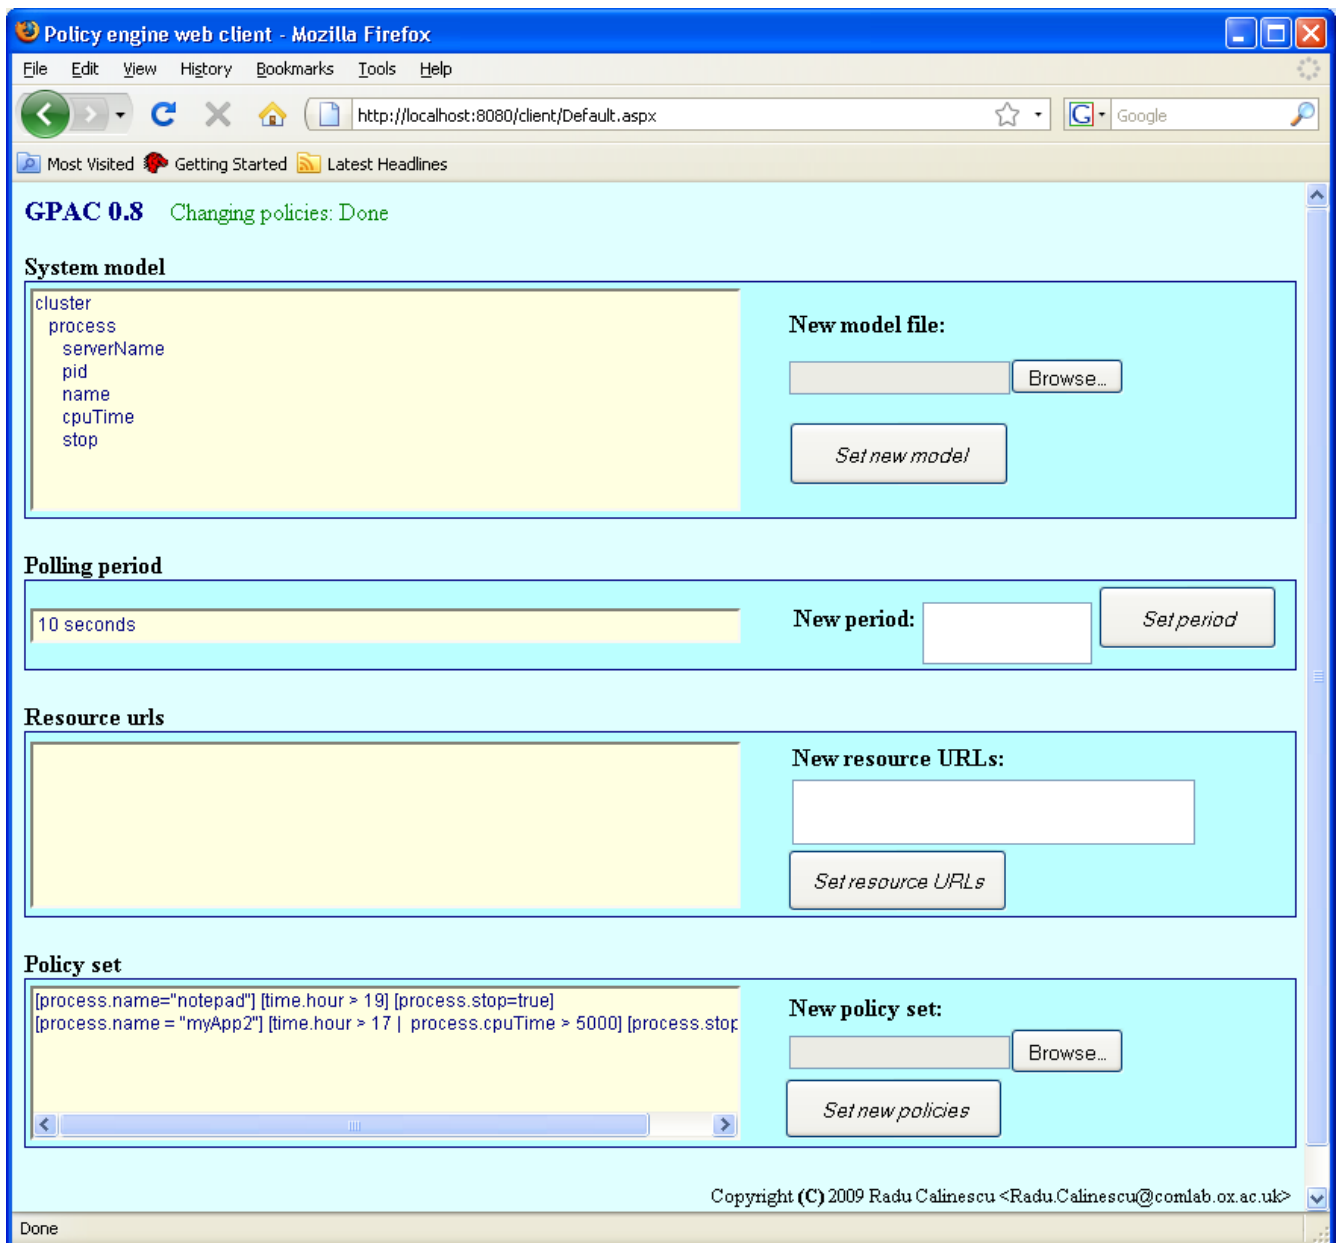 Policy engine web client - Mozilla Firefox
File Edit View History Bookmarks Tools Help
http://localhost:8080/client/Default.aspx G Google
Most Visited Getting Started Latest Headlines
GPAC 0.8 Changing policies: Done
System model
cluster
process
serverName
pid
name
cpuTime
stop
New model file:
Browse...
Set new model
Polling period
10 seconds
New period:
Set period
Resource urls
New resource URLs:
Set resource URLs
Policy set
[process.name="notepad"] [time.hour > 19] [process.stop=true]
[process.name = "myApp2"] [time.hour > 17 | process.cpuTime > 5000] [process.stop
New policy set:
Browse...
Set new policies
Copyright (C) 2009 Radu Calinescu <Radu.Calinescu@comlab.ox.ac.uk>
Done